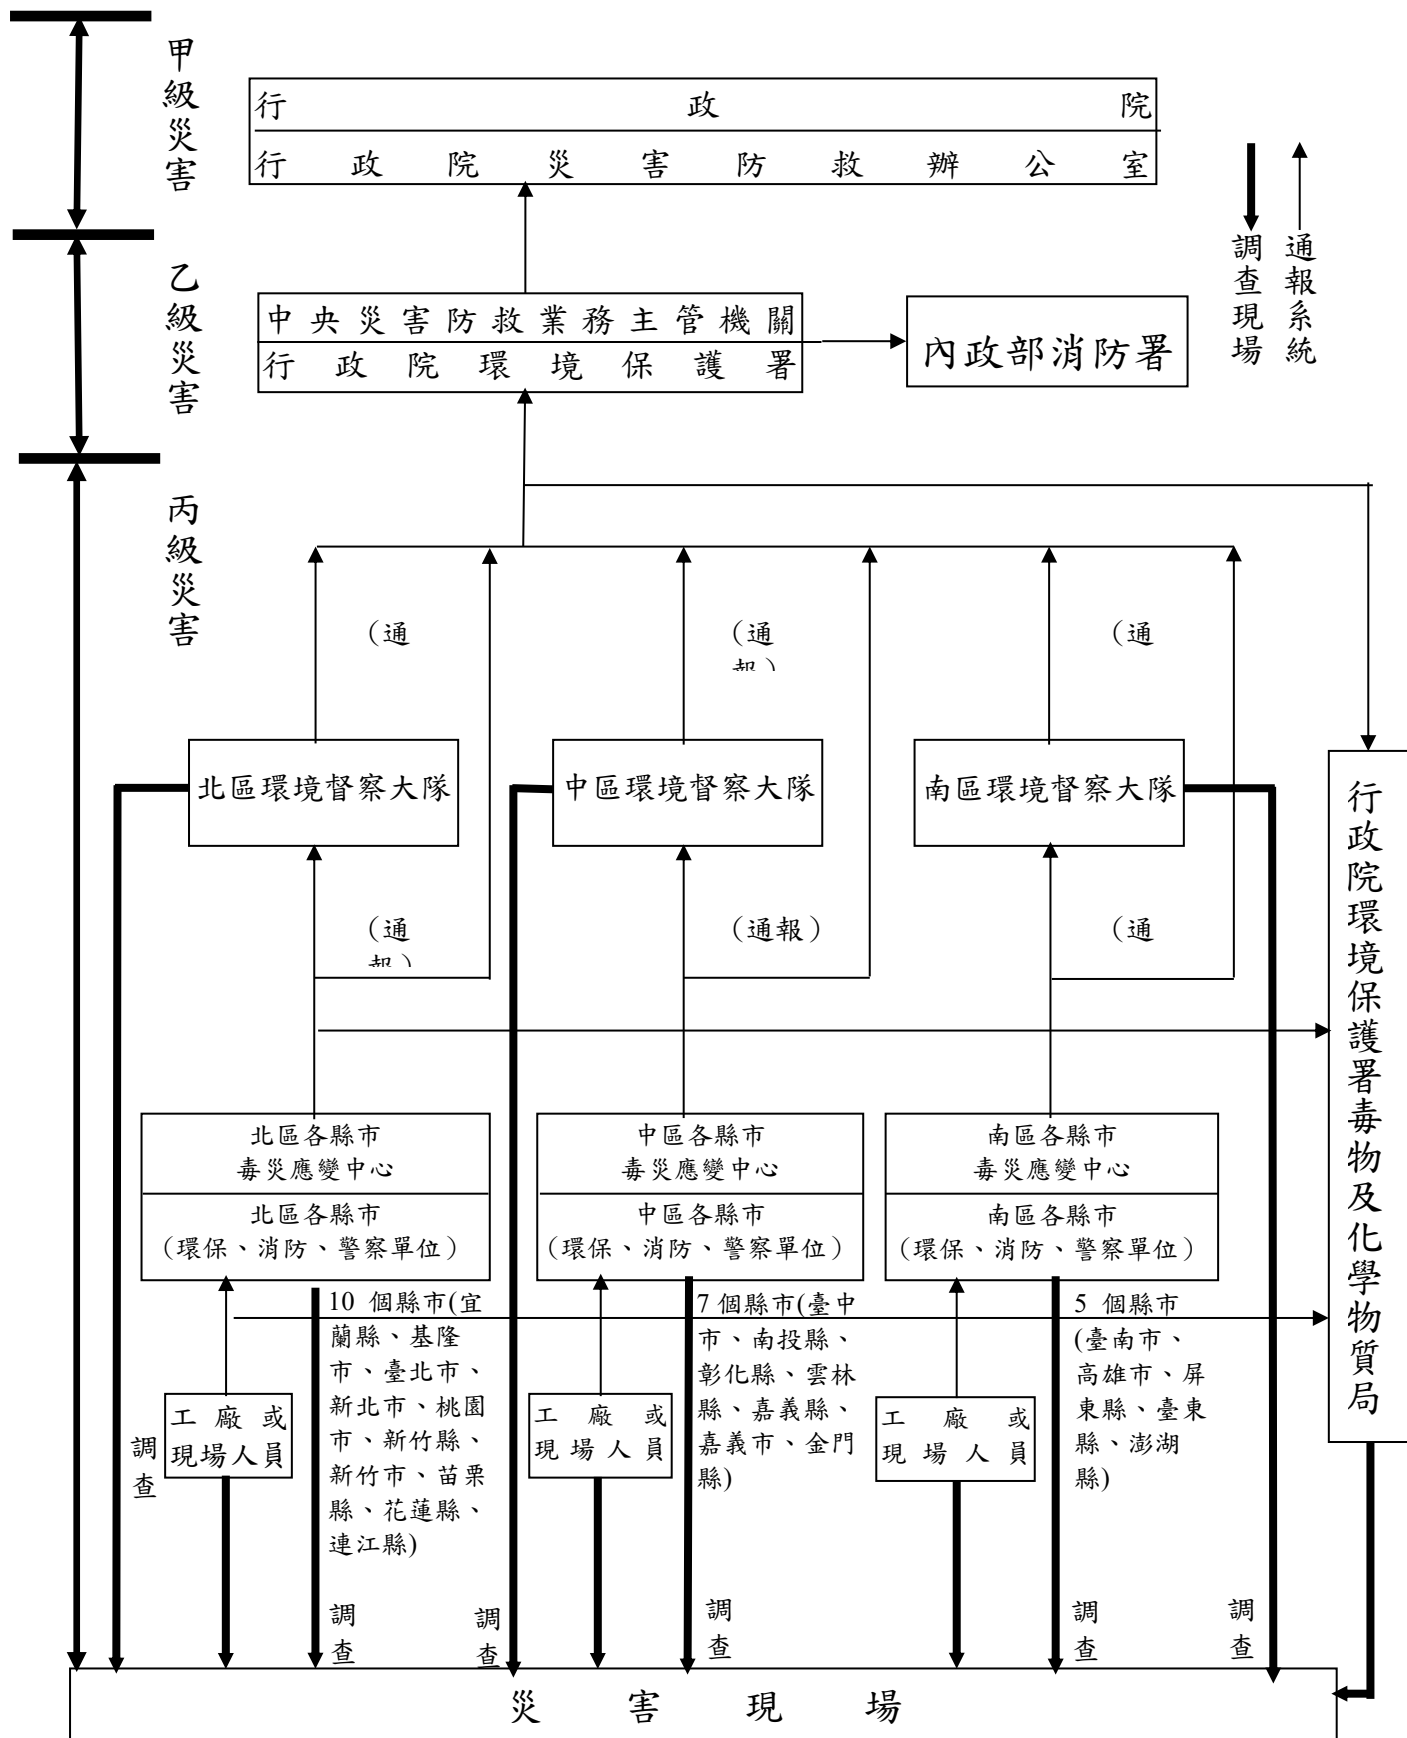 甲級災害
行政院
行政院災害防救辦公室
調查現場
通報系統
乙級災害
中央災害防救業務主管機關
行政院環境保護署
內政部消防署
丙級災害
（通
（通
報）
（通
北區環境督察大隊
中區環境督察大隊
南區環境督察大隊
行政院環境保護署毒物及化學物質局
（通
報）
（通報）
（通
北區各縣市
毒災應變中心
北區各縣市
（環保、消防、警察單位）
中區各縣市
毒災應變中心
中區各縣市
（環保、消防、警察單位）
南區各縣市
毒災應變中心
南區各縣市
（環保、消防、警察單位）
10 個縣市(宜
蘭縣、基隆
市、臺北市、
新北市、桃園
市、新竹縣、
新竹市、苗栗
縣、花蓮縣、
連江縣)
7 個縣市(臺中
市、南投縣、
彰化縣、雲林
縣、嘉義縣、
嘉義市、金門
縣)
5 個縣市
(臺南市、
高雄市、屏
東縣、臺東
縣、澎湖
縣)
工廠或
現場人員
工廠或
現場人員
工廠或
現場人員
調查
調查
調查
調查
調查
調查
災害現場